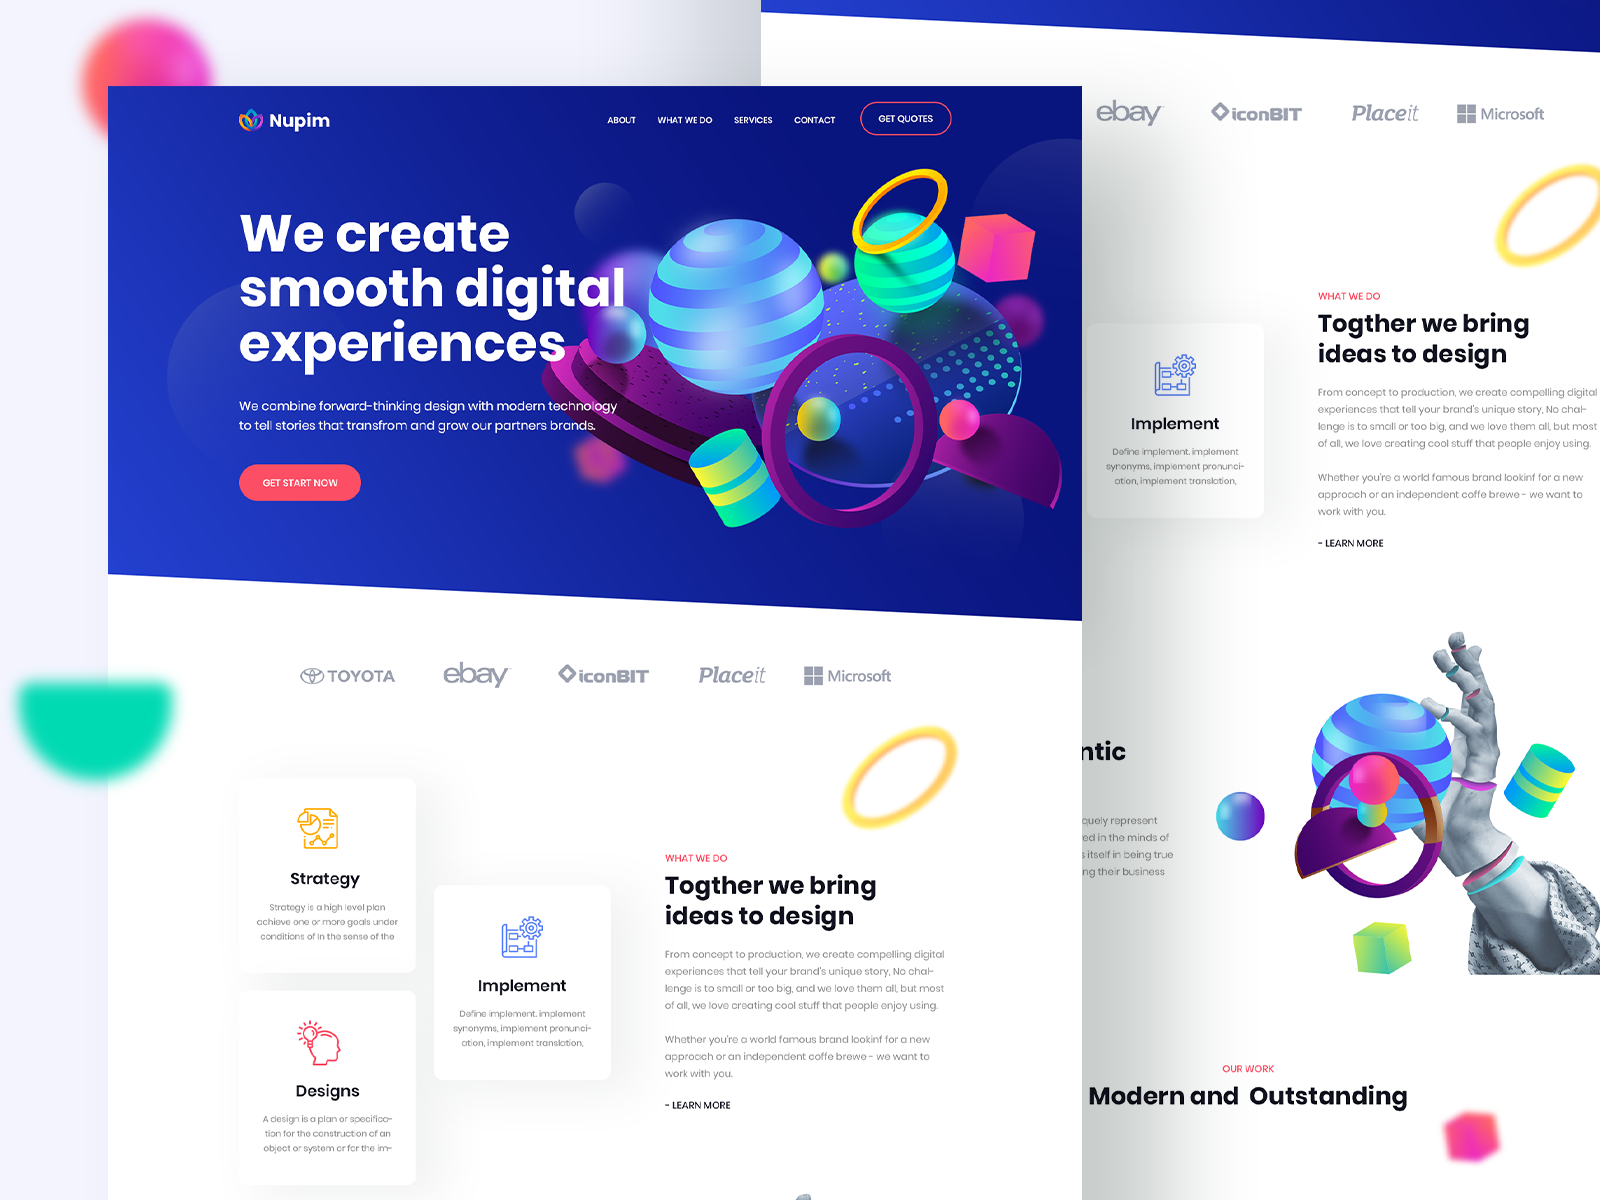 Nupim
ABOUT
WHAT WE DO
SERVICES
CONTACT
GET QUOTES
We create
smooth digital
experiences
We combine forward-thinking design with modern technology
to tell stories that transfrom and grow our partners brands.
GET START NOW
TOYOTA
ebay
iconBIT
Placeit
Microsoft
Strategy
Strategy is a high level plan
achieve one or more goals under
conditions of In the sense of the
Designs
A design is a plan or specifica-
tion for the construction of an
object or system or for the im-
Implement
Define implement. implement
synonyms, implement pronunci-
ation, implement translation,
WHAT WE DO
Togther we bring
ideas to design
From concept to production, we create compelling digital
experiences that tell your brand's unique story, No chal-
lenge is to small or too big, and we love them all, but most
of all, we love creating cool stuff that people enjoy using.
Whether you're a world famous brand lookinf for a new
approach or an independent coffe brewe - we want to
work with you.
- LEARN MORE
ebay
iconBIT
Placeit
Microsoft
Implement
Define implement. implement
synonyms, implement pronunci-
ation, implement translation,
WHAT WE DO
Togther we bring
ideas to design
From concept to production, we create compelling digital
experiences that tell your brand's unique story, No chal-
lenge is to small or too big, and we love them all, but most
of all, we love creating cool stuff that people enjoy using.
Whether you're a world famous brand lookinf for a new
approach or an independent coffe brewe - we want to
work with you.
- LEARN MORE
ntic
quely represent
ed in the minds of
s itself in being true
ng their business
OUR WORK
Modern and Outstanding